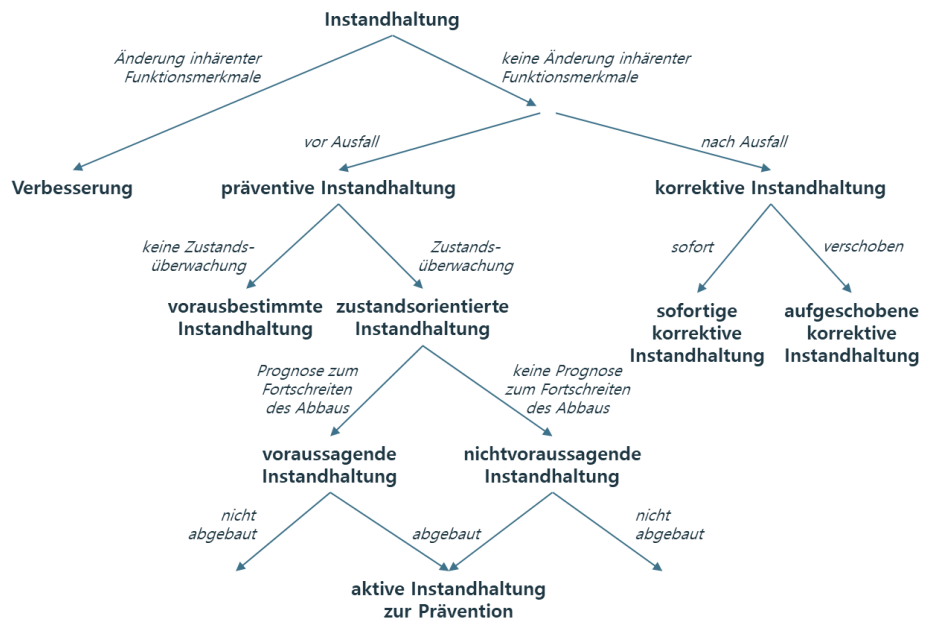 Instandhaltung
Änderung inhärenter
Funktionsmerkmale
keine Änderung inhärenter
Funktionsmerkmale
vor Ausfall
nach Ausfall
Verbesserung
präventive Instandhaltung
korrektive Instandhaltung
keine Zustands-
überwachung
Zustands-
überwachung
sofort
verschoben
vorausbestimmte
Instandhaltung
zustandsorientierte
Instandhaltung
sofortige
korrektive
Instandhaltung
aufgeschobene
korrektive
Instandhaltung
Prognose zum
Fortschreiten
des Abbaus
keine Prognose
zum Fortschreiten
des Abbaus
voraussagende
Instandhaltung
nichtvoraussagende
Instandhaltung
nicht
abgebaut
abgebaut
nicht
abgebaut
aktive Instandhaltung
zur Prävention